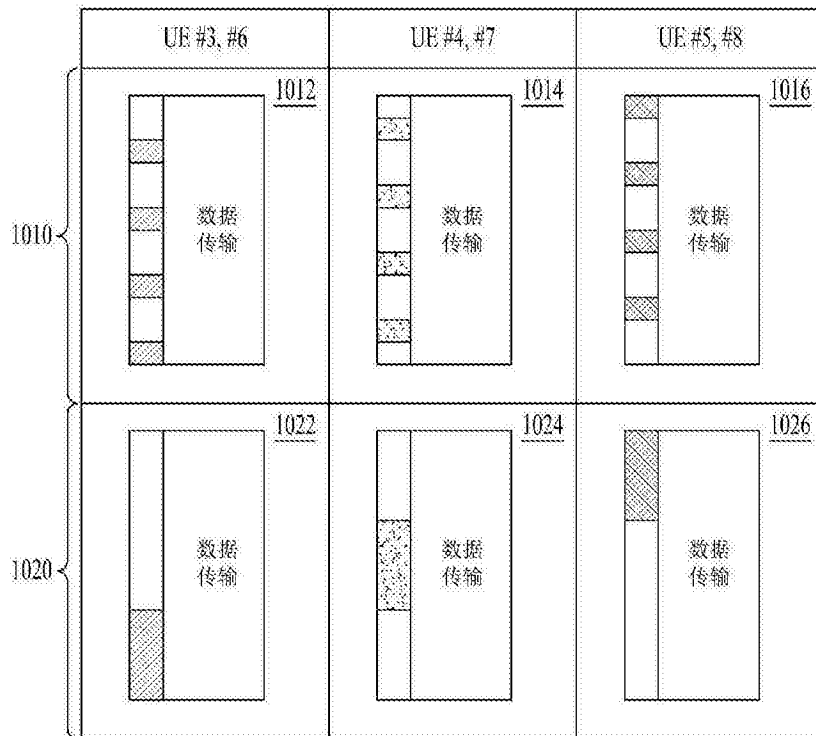 UE #3, #6
UE #4, #7
UE #5, #8
1010
1012
数据
传输
1014
数据
传输
1016
数据
传输
1020
1022
数据
传输
1024
数据
传输
1026
数据
传输